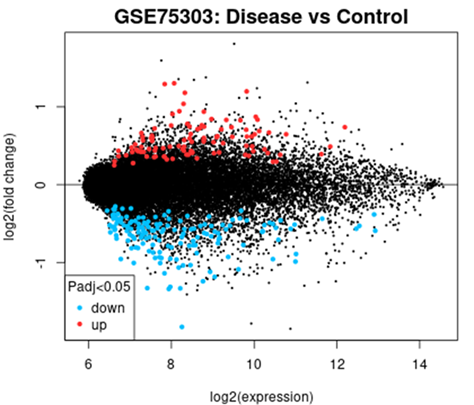 GSE75303: Disease vs Control
log2(fold change)
1
0
-1
Padj<0.05
down
up
6 8 10 12 14
log2(expression)